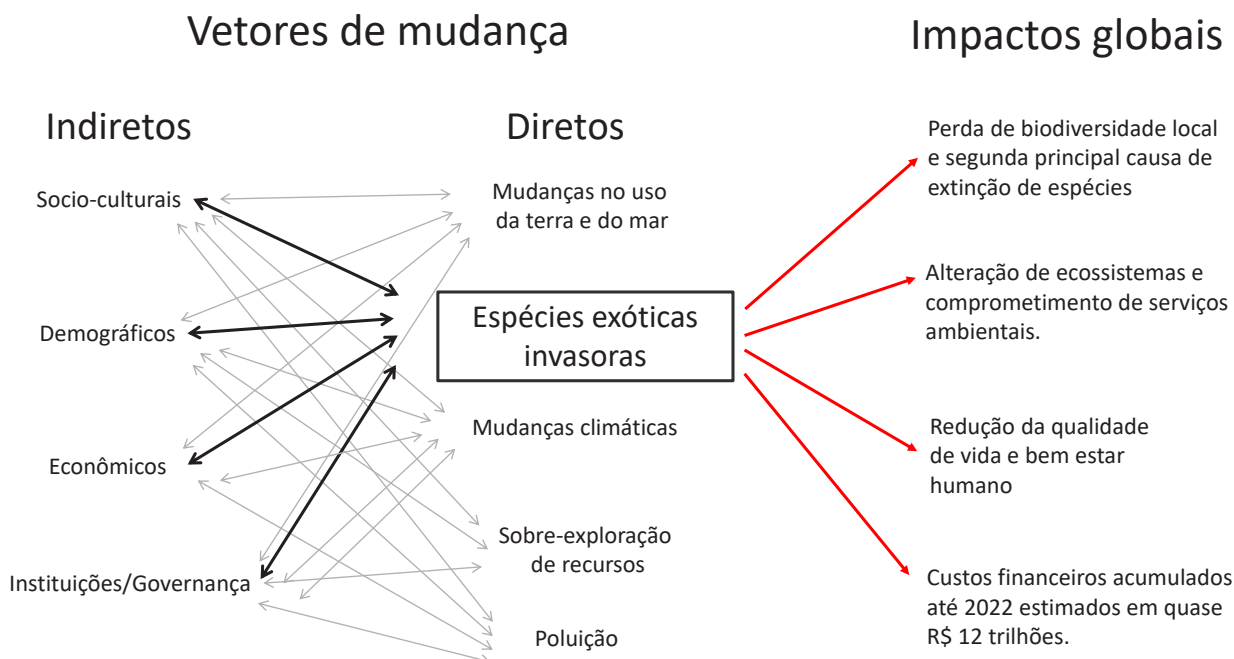 Vetores de mudança
Impactos globais
Indiretos
Diretos
Socio-culturais
Demográficos
Econômicos
Instituições/Governança
Mudanças no uso
da terra e do mar
Espécies exóticas
invasoras
Mudanças climáticas
Sobre-exploração
de recursos
Poluição
Perda de biodiversidade local
e segunda principal causa de
extinção de espécies
Alteração de ecossistemas e
comprometimento de serviços
ambientais.
Redução da qualidade
de vida e bem estar
humano
Custos financeiros acumulados
até 2022 estimados em quase
R$ 12 trilhões.